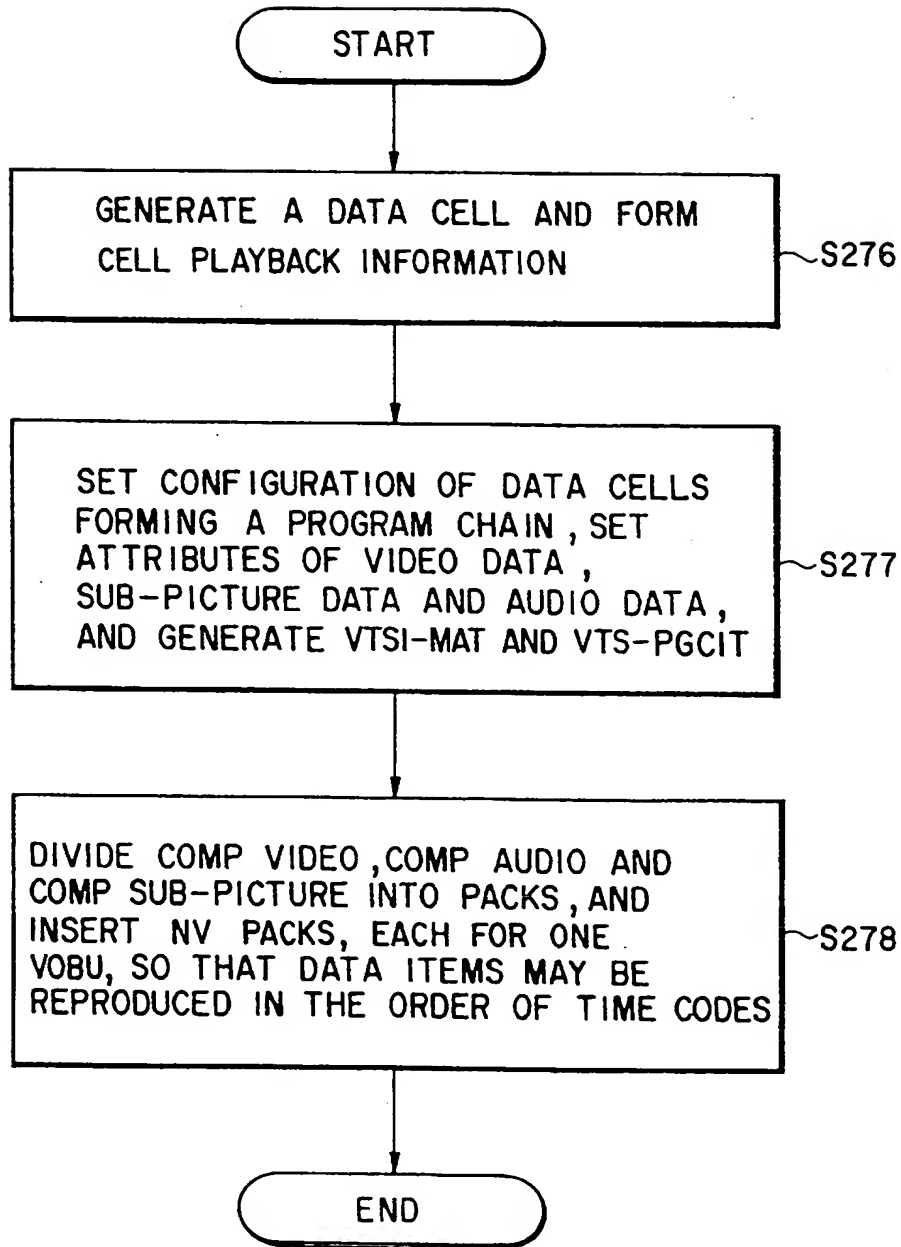 START
GENERATE A DATA CELL AND FORM
CELL PLAYBACK INFORMATION
S276
SET CONFIGURATION OF DATA CELLS
FORMING A PROGRAM CHAIN, SET
ATTRIBUTES OF VIDEO DATA,
SUB-PICTURE DATA AND AUDIO DATA,
AND GENERATE VTSI-MAT AND VTS-PGCIT
S277
DIVIDE COMP VIDEO, COMP AUDIO AND
COMP SUB-PICTURE INTO PACKS, AND
INSERT NV PACKS, EACH FOR ONE
VOBU, SO THAT DATA ITEMS MAY BE
REPRODUCED IN THE ORDER OF TIME CODES
S278
END